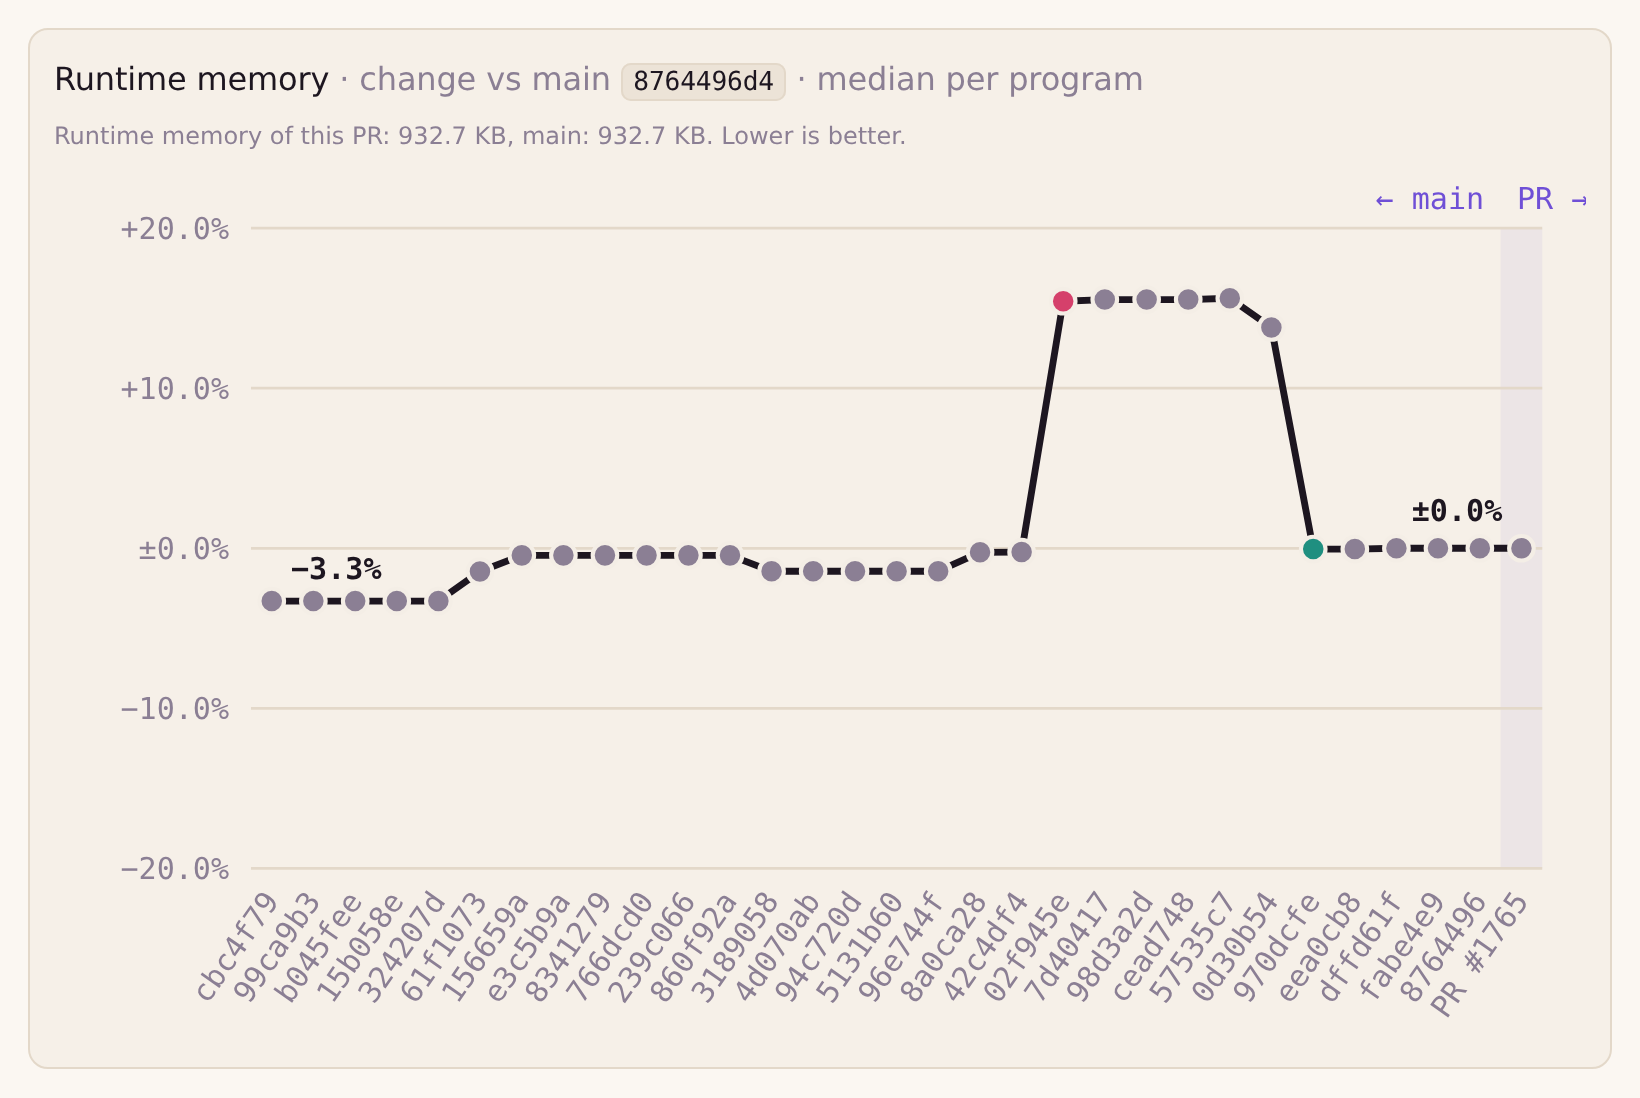 Runtime memory · change vs main 8764496d4 · median per program
Runtime memory of this PR: 932.7 KB, main: 932.7 KB. Lower is better.
← main PR →
+20.0%
+10.0%
±0.0%
−10.0%
−20.0%
−3.3%
±0.0%
cbc4f79
99ca9b3
b045fee
15b058e
324207d
61f1073
156659a
e3c5b9a
8341279
766dcd0
239c066
860f92a
3189058
4d070ab
94c720d
5131b60
96e744f
8a0ca28
42c4df4
02f945e
7d40417
98d3a2d
cead748
57535c7
0d30b54
970dcfe
eea0cb8
dffd61f
fabe4e9
8764496
PR #1765